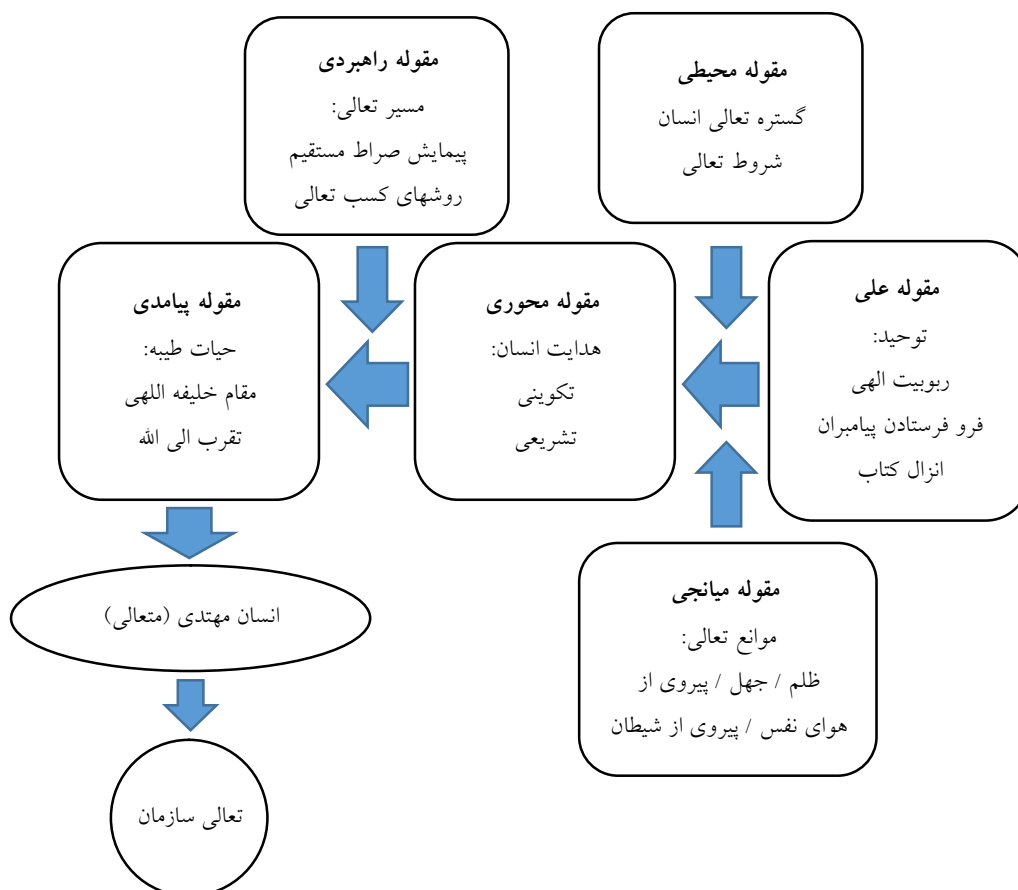 مقوله محیطی
گستره تعالی انسان
شروط تعالی
مقوله راهبردی
مسیر تعالی:
پیمایش صراط مستقیم
روشهای کسب تعالی
مقوله علی
توحید:
ربوبیت الهی
فرو فرستادن پیامبران
انزال کتاب
مقوله محوری
هدایت انسان:
تکوینی
تشریعی
مقوله پیامدی
حیات طیبه:
مقام خلیفه اللهی
تقرب الی الله
مقوله میانجی
موانع تعالی:
ظلم / جهل / پیروی از
هوای نفس / پیروی از شیطان
انسان مهتدی (متعالی)
تعالی سازمان